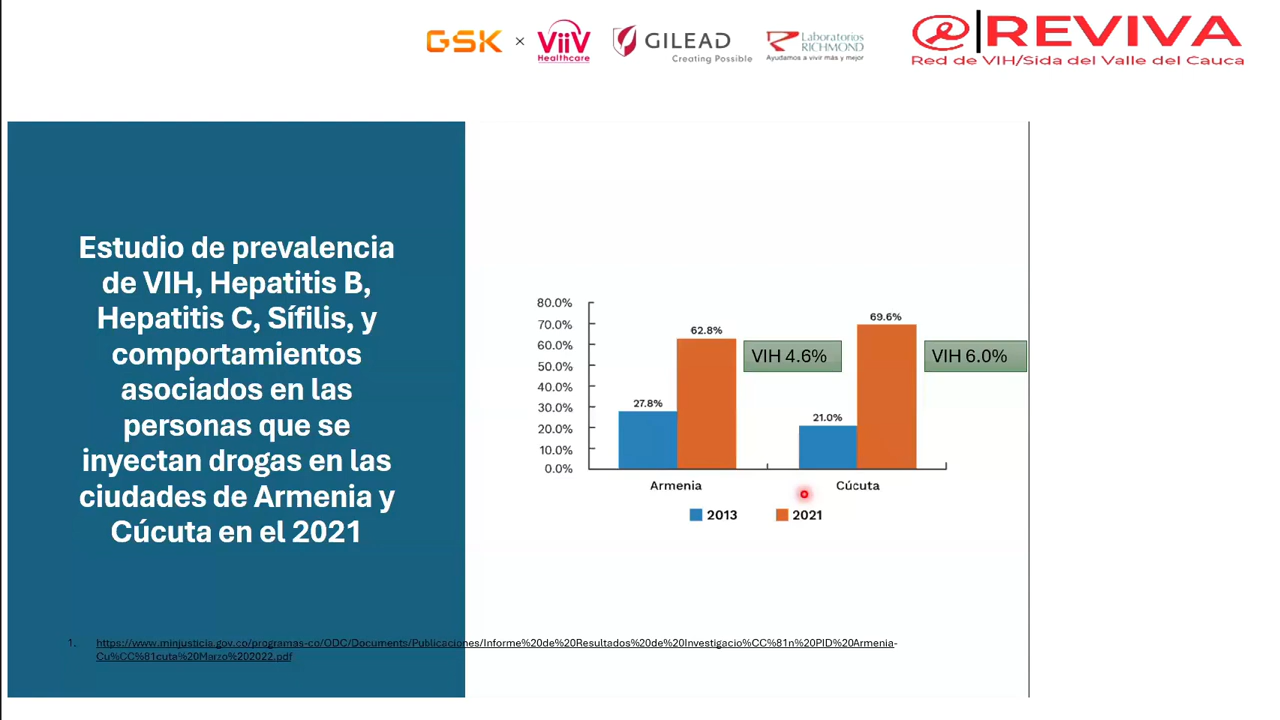 GSK × ViiV Healthcare GILEAD Creating Possible Laboratorios RICHMOND Ayudamos a vivir más y mejor
REVIVA
Red de VIH/Sida del Valle del Cauca
Estudio de prevalencia
de VIH, Hepatitis B,
Hepatitis C, Sífilis, y
comportamientos
asociados en las
personas que se
inyectan drogas en las
ciudades de Armenia y
Cúcuta en el 2021
80.0%
70.0%
60.0%
50.0%
40.0%
30.0%
20.0%
10.0%
0.0%
27.8%
62.8%
VIH 4.6%
21.0%
69.6%
VIH 6.0%
Armenia
Cúcuta
2013
2021
1. https://www.minjusticia.gov.co/programas-co/ODC/Documents/Publicaciones/Informe%20de%20Resultados%20de%20Investigacio%CC%81n%20PID%20Armenia-
Cu%CC%81cuta%20Marzo%202022.pdf